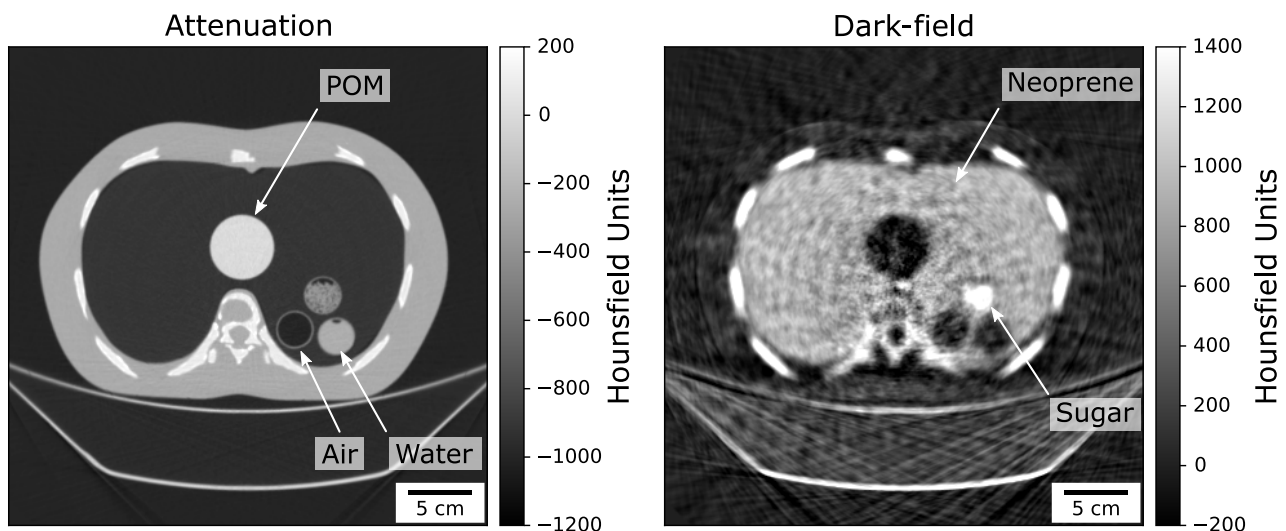 Attenuation
POM
Air
Water
5 cm
200
0
−200
−400
−600
−800
−1000
−1200
Hounsfield Units
Dark-field
Neoprene
Sugar
5 cm
1400
1200
1000
800
600
400
200
0
−200
Hounsfield Units